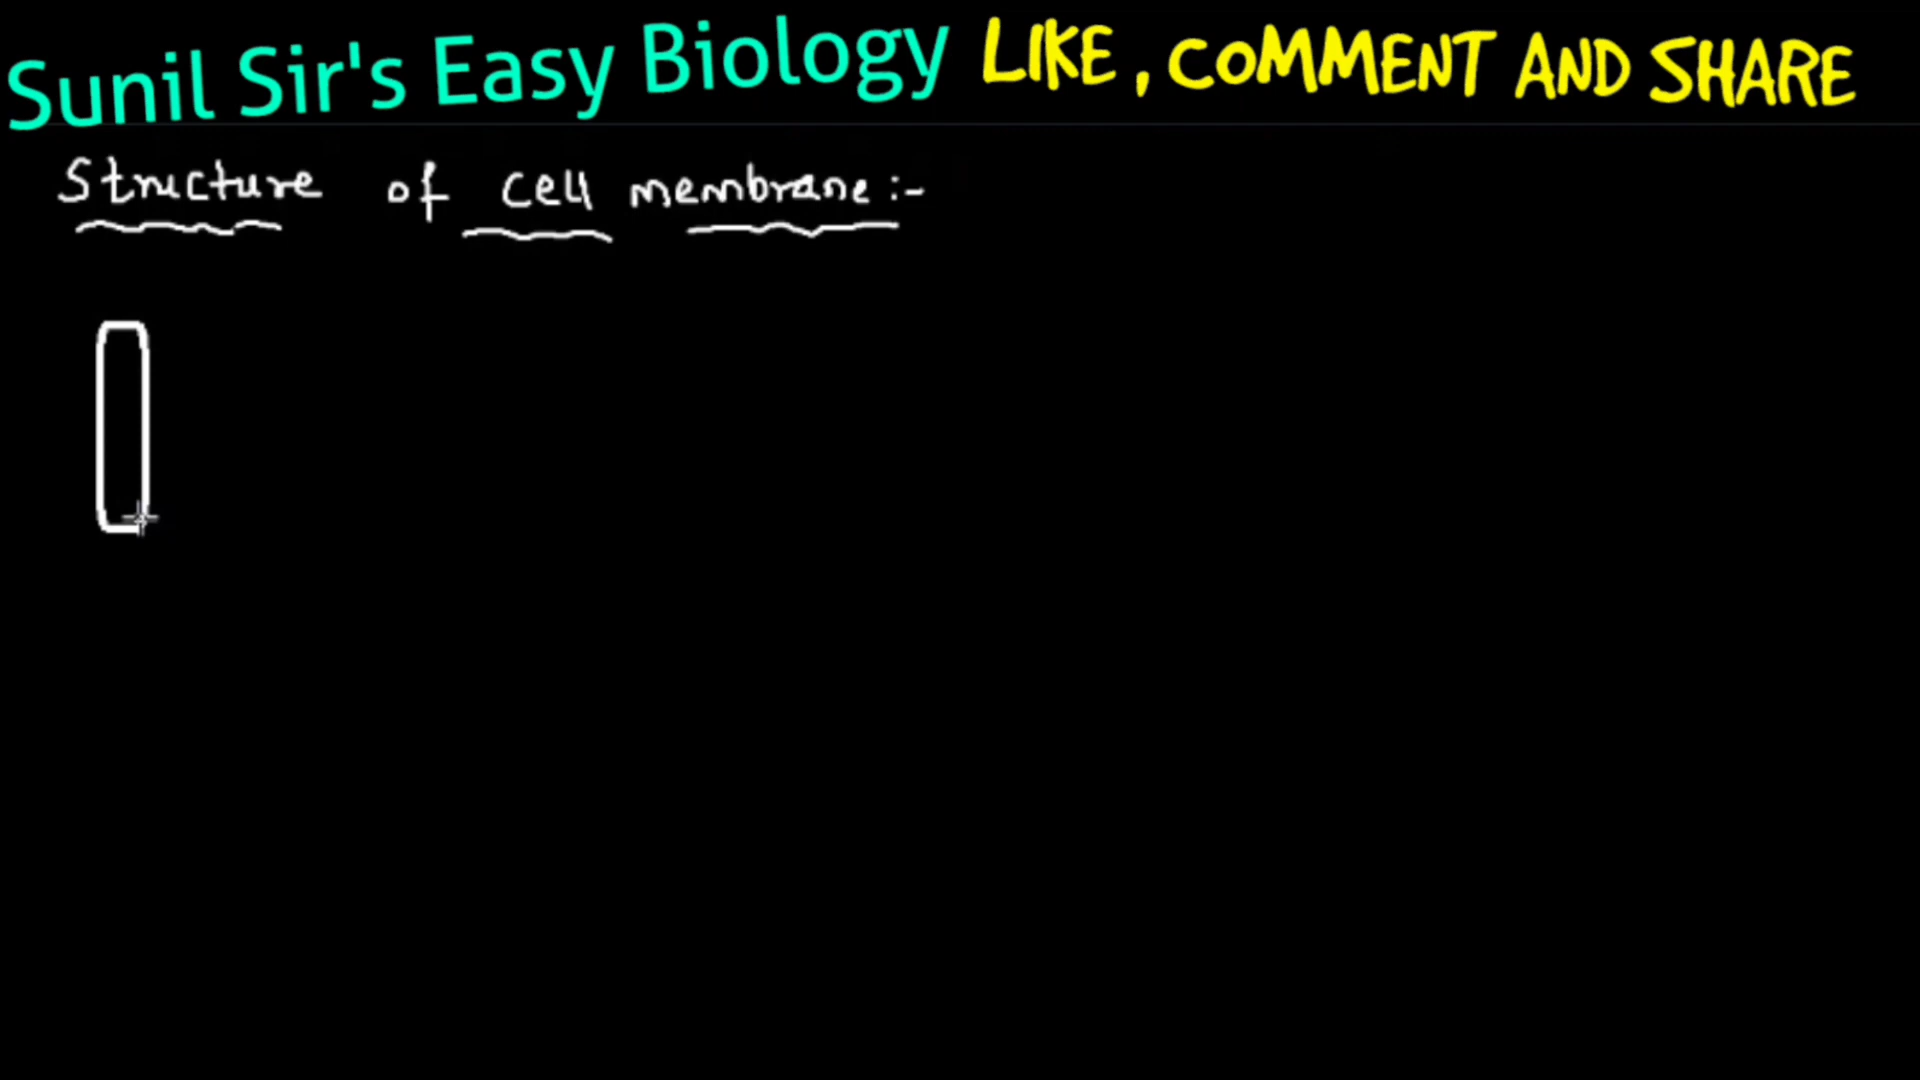 Sunil Sir's Easy Biology LIKE, COMMENT AND SHARE
Structure of cell membrane:-